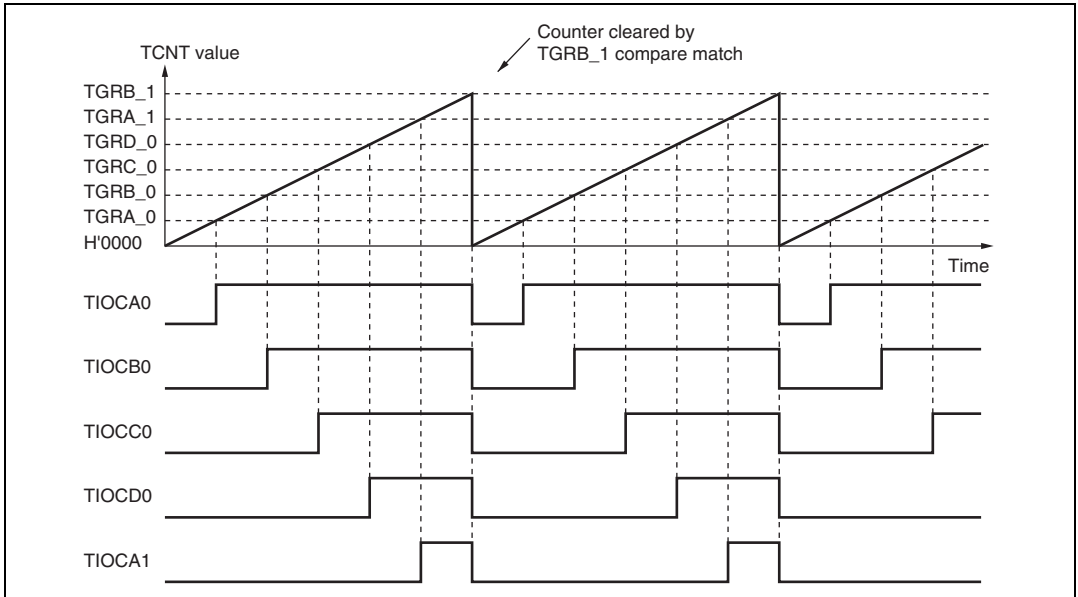 Counter cleared by
TGRB_1 compare match
TCNT value
TGRB_1
TGRA_1
TGRD_0
TGRC_0
TGRB_0
TGRA_0
H'0000
Time
TIOCA0
TIOCB0
TIOCC0
TIOCD0
TIOCA1